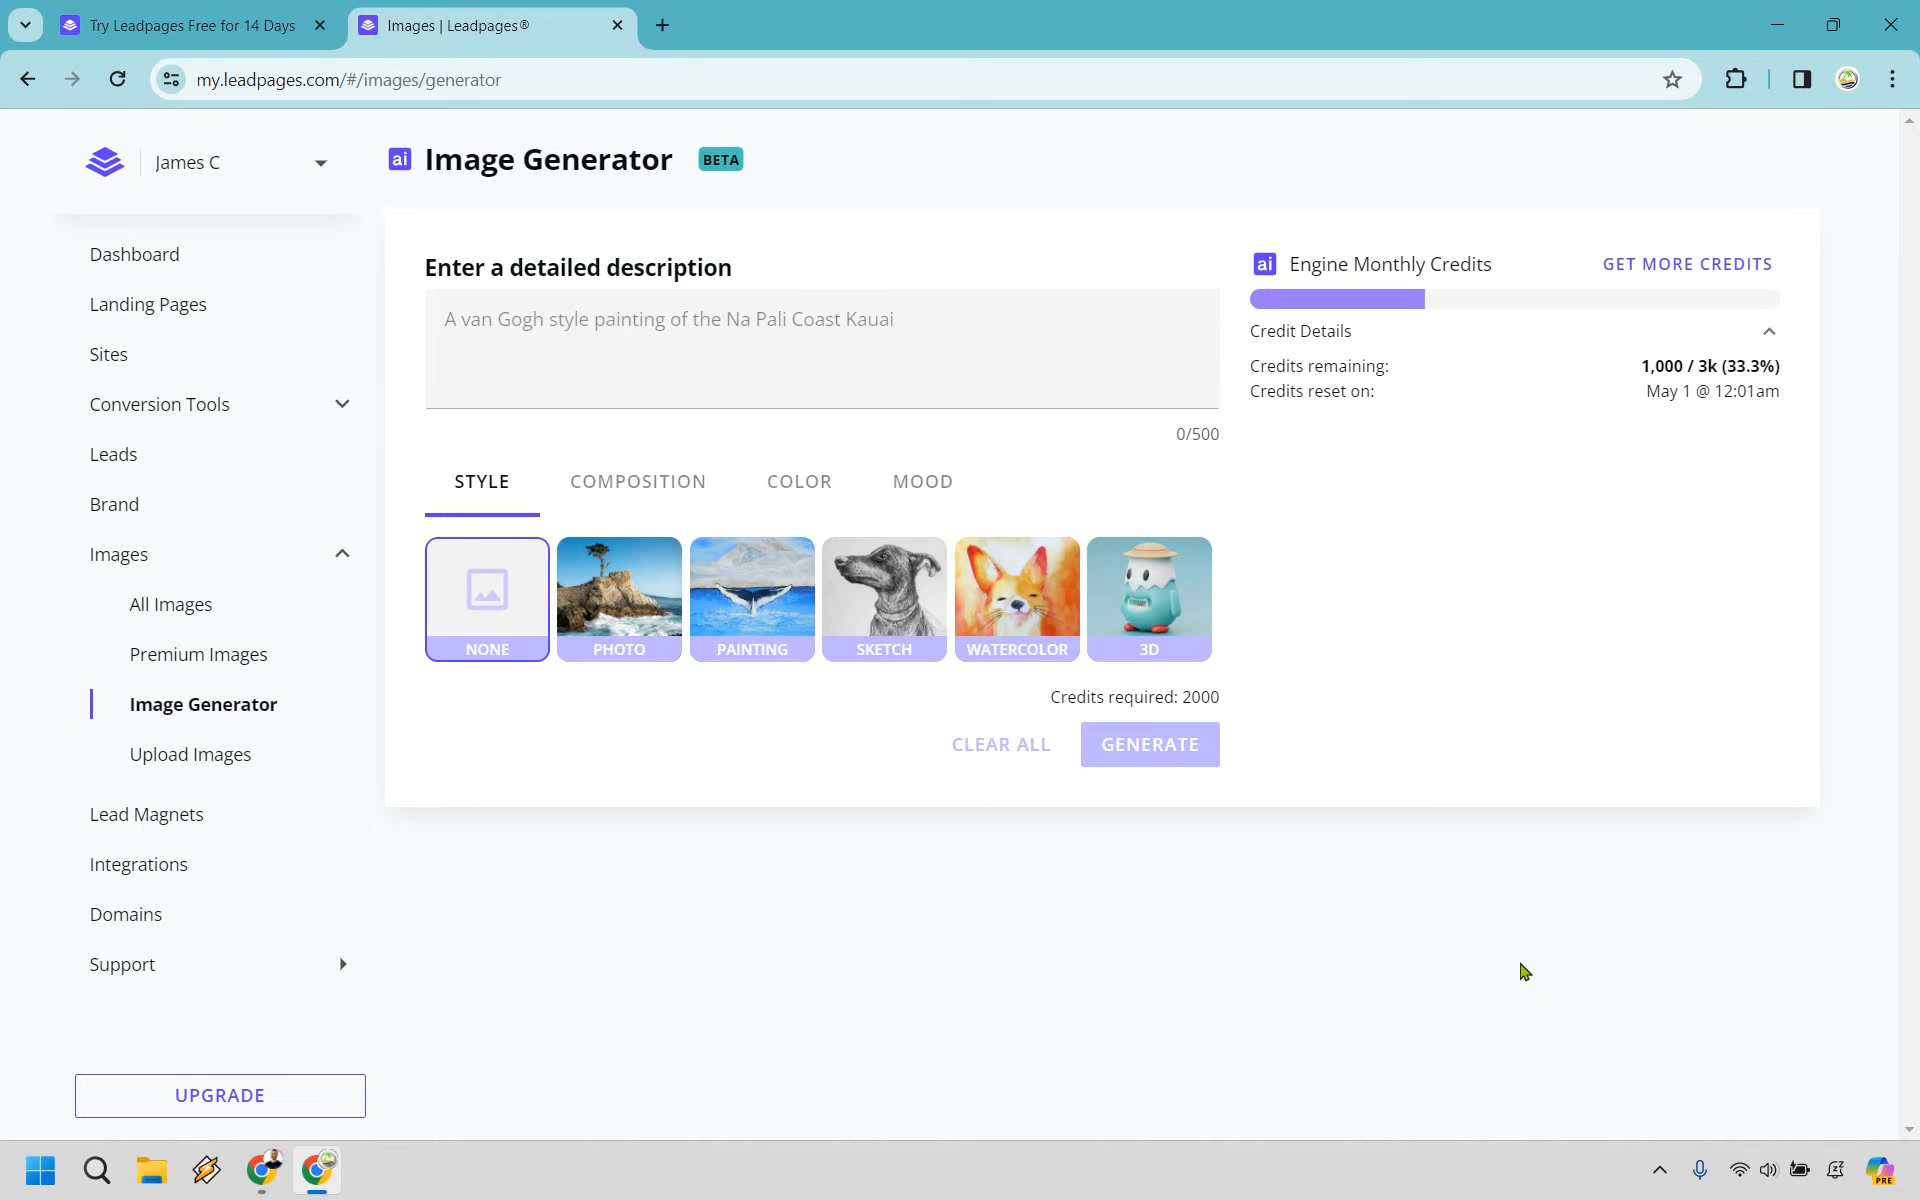 Try Leadpages Free for 14 Days
Images | Leadpages®
my.leadpages.com/#/images/generator
James C
ai Image Generator BETA
Dashboard
Landing Pages
Sites
Conversion Tools
Leads
Brand
Images
All Images
Premium Images
Image Generator
Upload Images
Lead Magnets
Integrations
Domains
Support
UPGRADE
Enter a detailed description
A van Gogh style painting of the Na Pali Coast Kauai
0/500
STYLE COMPOSITION COLOR MOOD
NONE PHOTO PAINTING SKETCH WATERCOLOR 3D
Credits required: 2000
CLEAR ALL GENERATE
ai Engine Monthly Credits GET MORE CREDITS
Credit Details
Credits remaining: 1,000 / 3k (33.3%)
Credits reset on: May 1 @ 12:01am
PRE